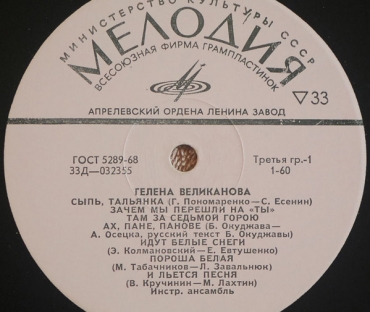 МИНИСТЕРСТВО КУЛЬТУРЫ СССР
МЕЛОДИЯ
ВСЕСОЮЗНАЯ ФИРМА ГРАМПЛАСТИНОК
▽33
АПРЕЛЕВСКИЙ ОРДЕНА ЛЕНИНА ЗАВОД
ГОСТ 5289-68 Третья гр.-1
33Д—032355 1-60
ГЕЛЕНА ВЕЛИКАНОВА
СЫПЬ, ТАЛЬЯНКА (Г. Пономаренко—С. Есенин)
ЗАЧЕМ МЫ ПЕРЕШЛИ НА «ТЫ»
ТАМ ЗА СЕДЬМОЙ ГОРОЮ
АХ, ПАНЕ, ПАНОВЕ (Б. Окуджава—
А. Осецка, русский текст Б. Окуджавы)
ИДУТ БЕЛЫЕ СНЕГИ
(Э. Колмановский—Е. Евтушенко)
ПОРОША БЕЛАЯ
(М. Табачников—Л. Завальнюк)
И ЛЬЕТСЯ ПЕСНЯ
(В. Кручинин—М. Лахтин)
Инстр. ансамбль